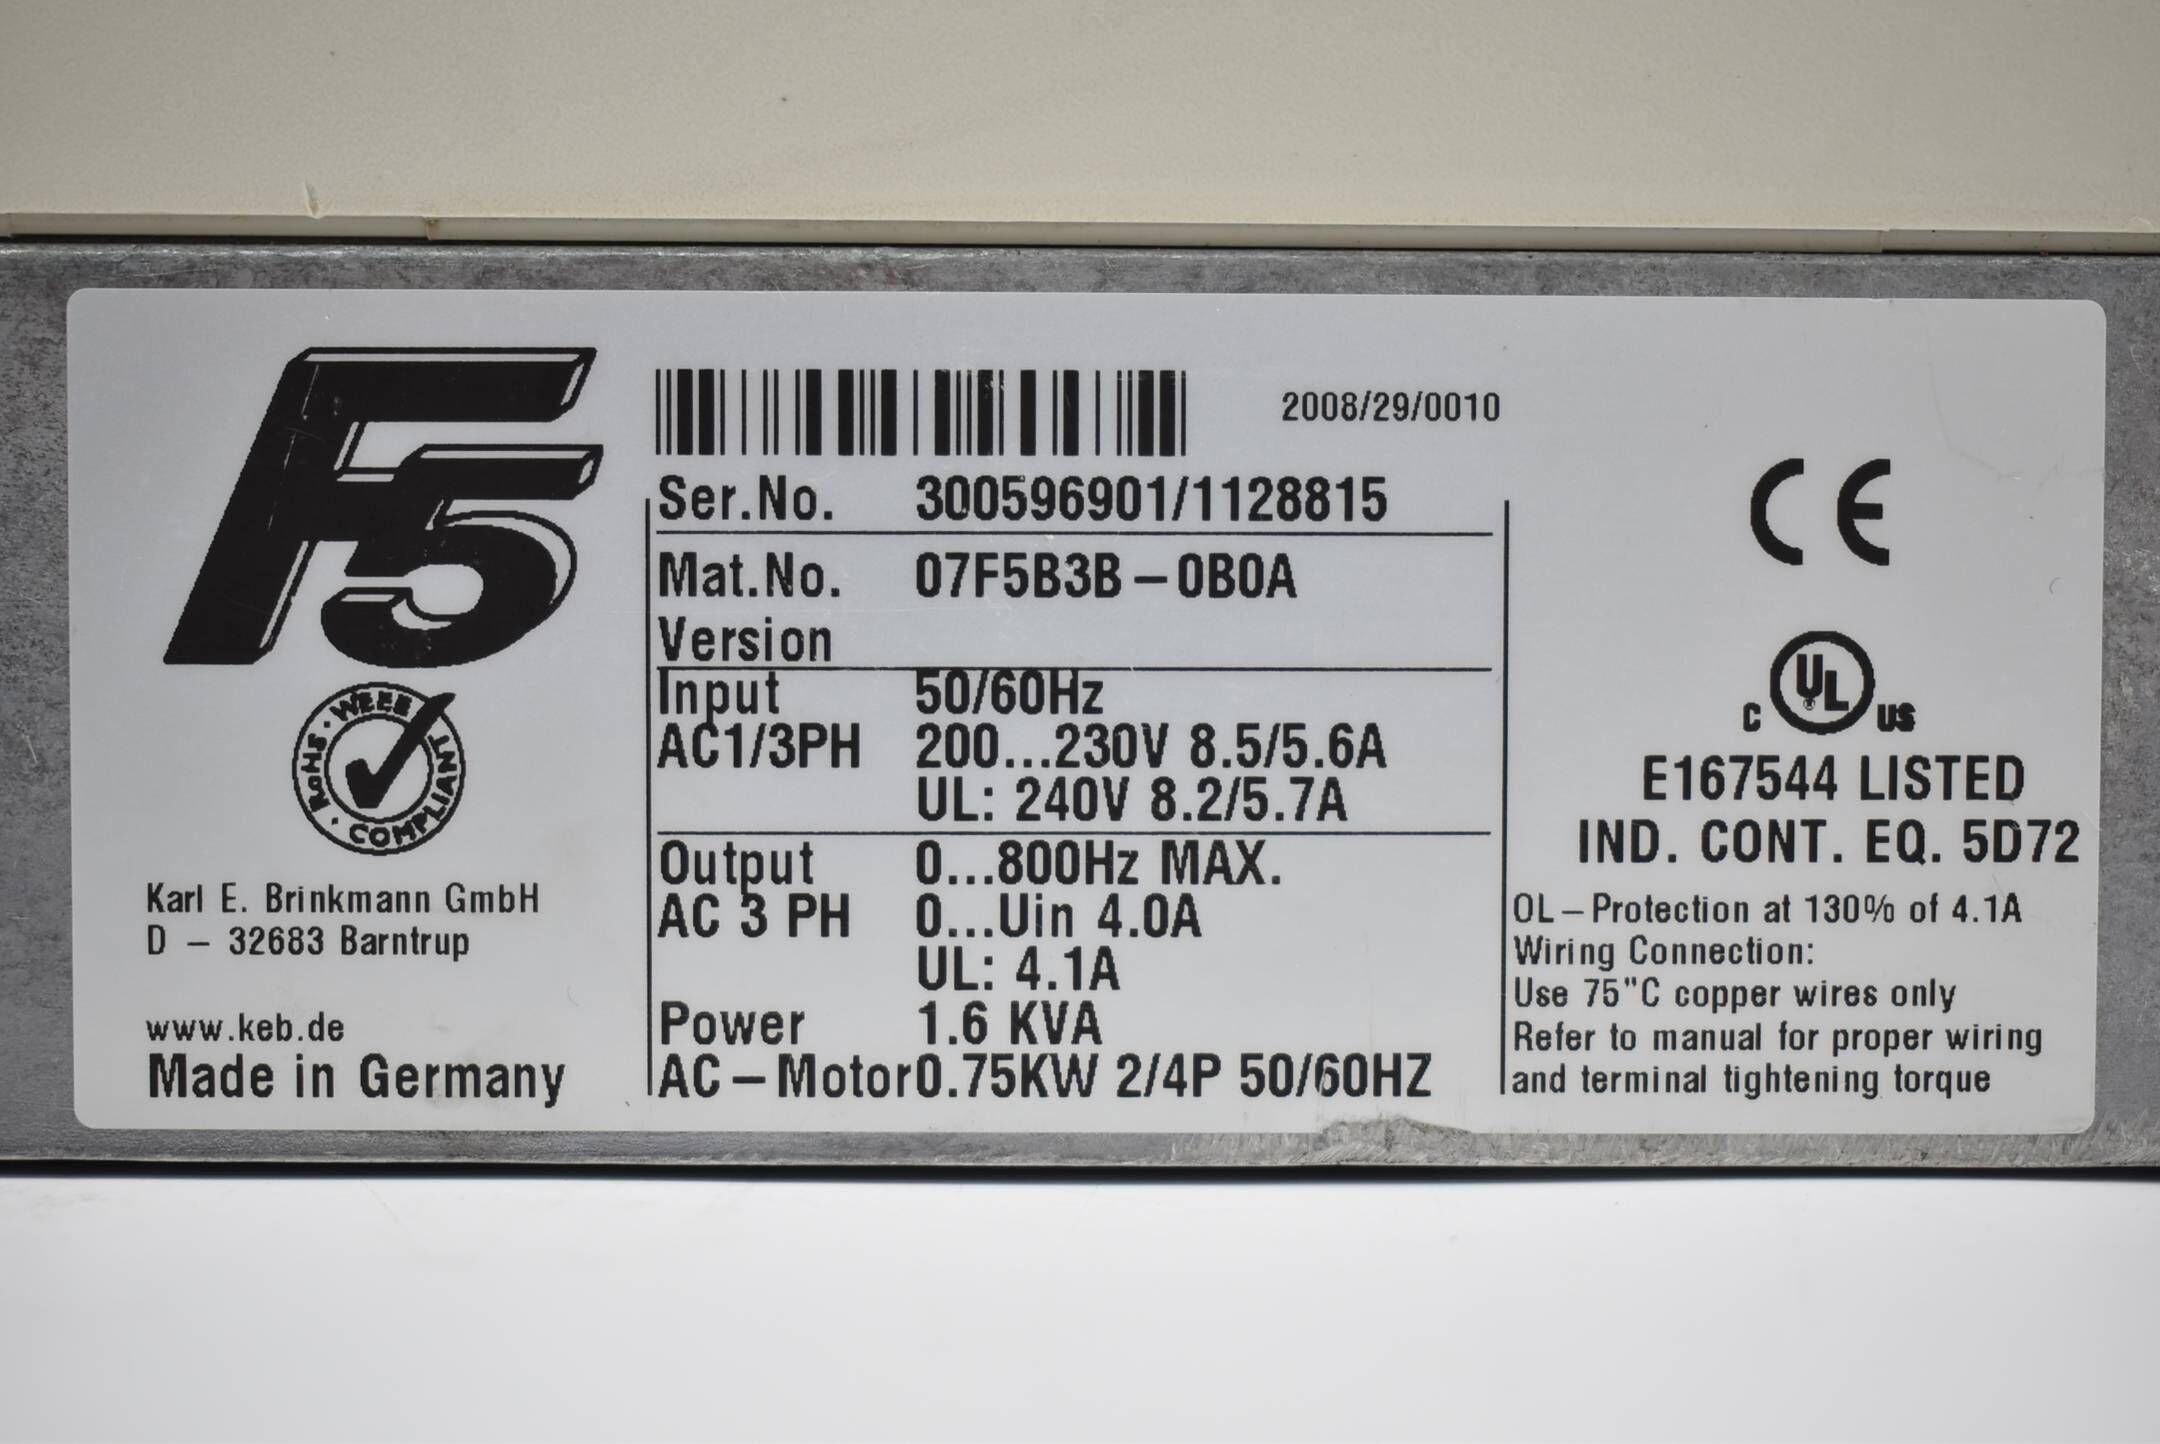 F5
RoHS · WEEE COMPLIANT ·
Karl E. Brinkmann GmbH
D – 32683 Barntrup
www.keb.de
Made in Germany
2008/29/0010
Ser.No. 300596901/1128815
Mat.No. 07F5B3B – 0B0A
Version
Input 50/60Hz
AC1/3PH 200...230V 8.5/5.6A
UL: 240V 8.2/5.7A
Output 0...800Hz MAX.
AC 3 PH 0...Uin 4.0A
UL: 4.1A
Power 1.6 KVA
AC – Motor 0.75KW 2/4P 50/60HZ
CE
C UL US
E167544 LISTED
IND. CONT. EQ. 5D72
OL – Protection at 130% of 4.1A
Wiring Connection:
Use 75"C copper wires only
Refer to manual for proper wiring
and terminal tightening torque